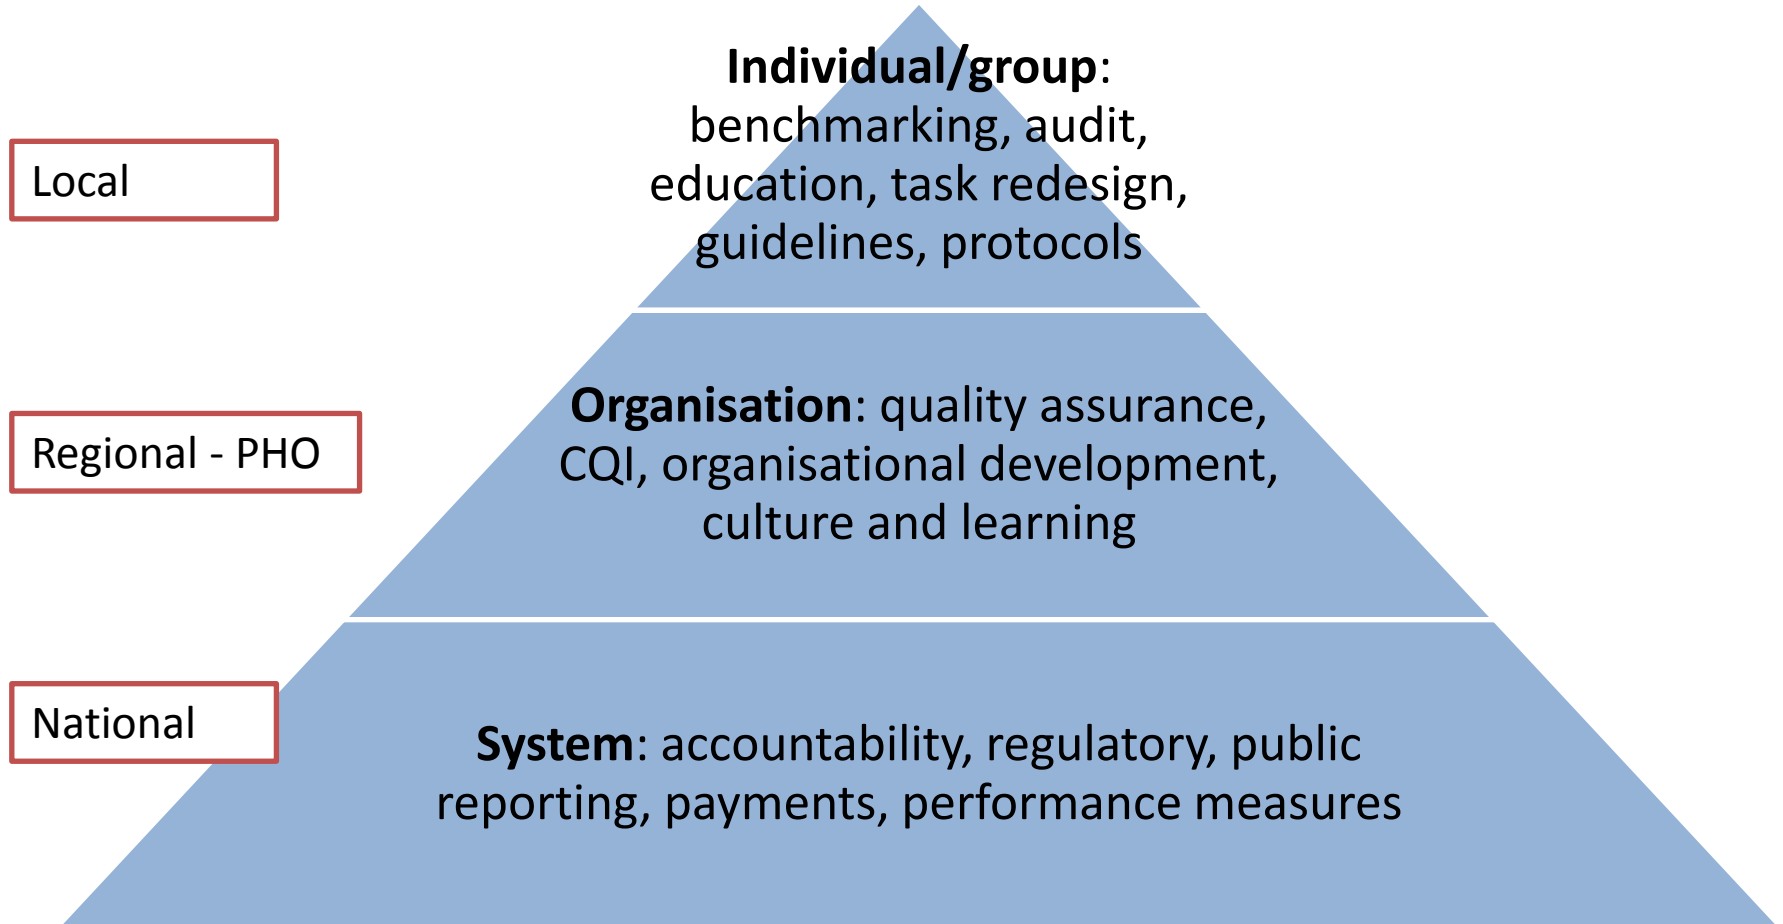 Individual/group:
benchmarking, audit,
education, task redesign,
guidelines, protocols
Local
Organisation: quality assurance,
CQI, organisational development,
culture and learning
Regional - PHO
System: accountability, regulatory, public
reporting, payments, performance measures
National